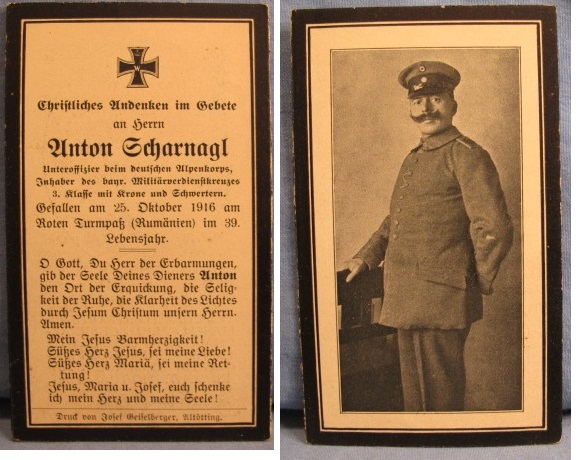 W
Christliches Andenken im Gebete
an Herrn
Anton Scharnagl
Unteroffizier beim deutschen Alpenkorps,
Inhaber des bayr. Militärverdienstkreuzes
3. Klasse mit Krone und Schwertern.
Gefallen am 25. Oktober 1916 am
Roten Turmpaß (Rumänien) im 39.
Lebensjahr.
O Gott, Du Herr der Erbarmungen,
gib der Seele Deines Dieners Anton
den Ort der Erquickung, die Selig-
keit der Ruhe, die Klarheit des Lichtes
durch Jesum Christum unsern Herrn.
Amen.
Mein Jesus Barmherzigkeit!
Süßes Herz Jesus, sei meine Liebe!
Süßes Herz Mariä, sei meine Ret-
tung!
Jesus, Maria u. Josef, euch schenke
ich mein Herz und meine Seele!
Druck von Josef Geiselberger, Altötting.